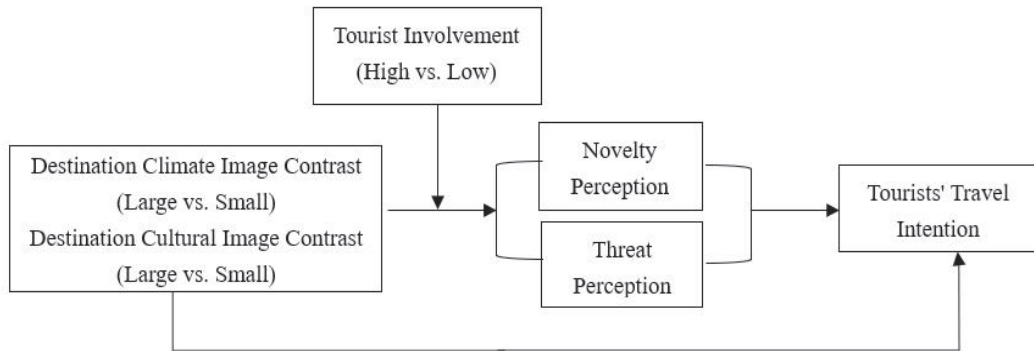 Tourist Involvement
(High vs. Low)
Destination Climate Image Contrast
(Large vs. Small)
Destination Cultural Image Contrast
(Large vs. Small)
Novelty
Perception
Threat
Perception
Tourists' Travel
Intention